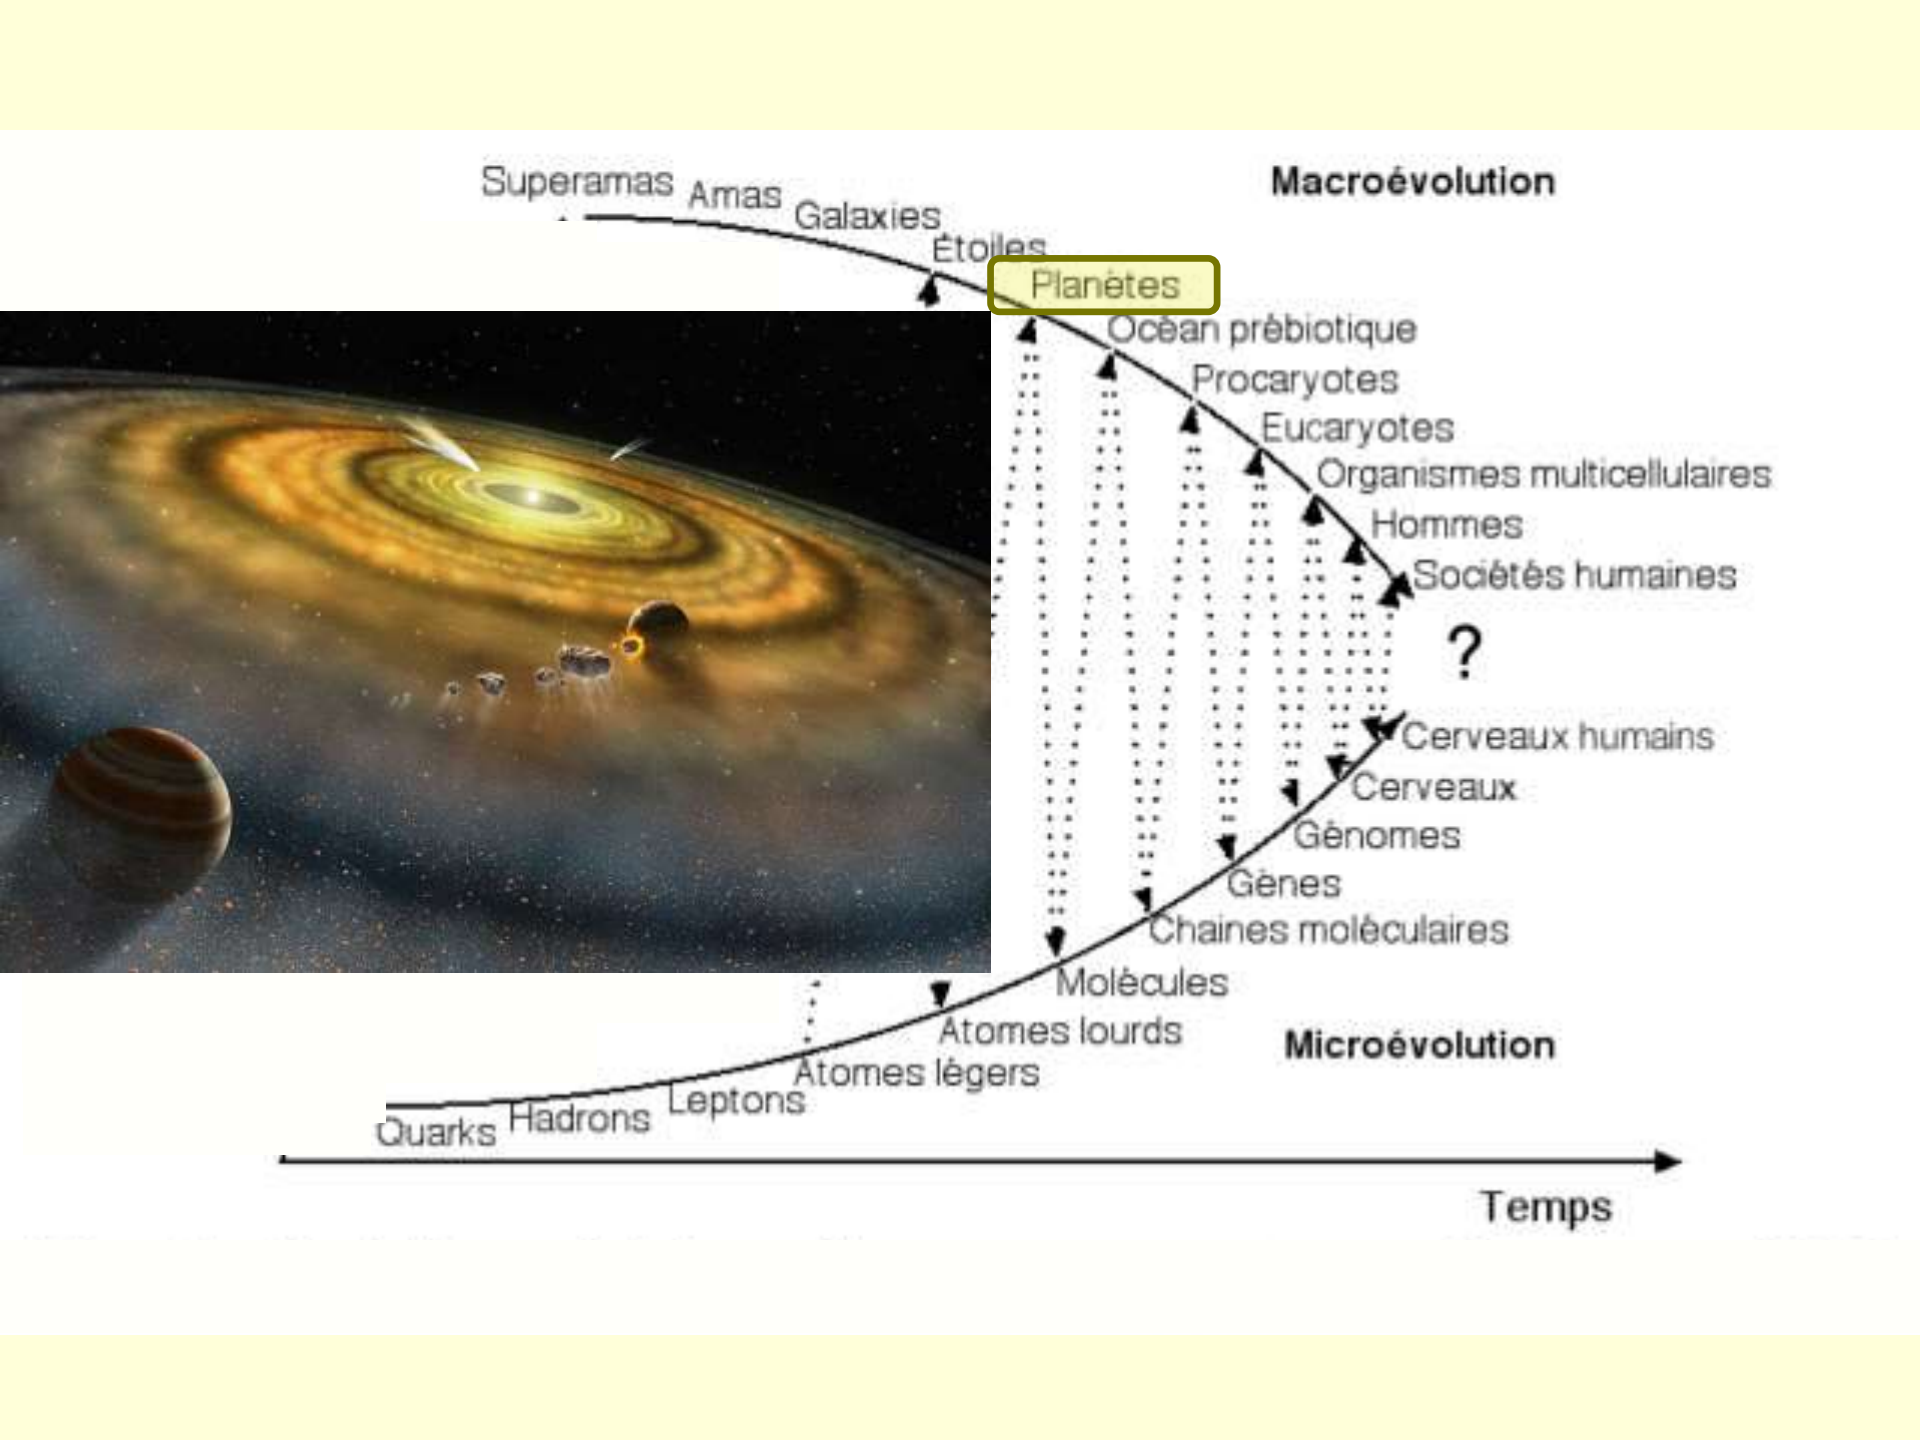 Superamas
Amas
Galaxies
Macroévolution
Étoiles
Planètes
Océan prébiotique
Procaryotes
Eucaryotes
Organismes multicellulaires
Hommes
Sociétés humaines
?
Cerveaux humains
Cerveaux
Génomes
Gènes
Chaines moléculaires
Molécules
Atomes lourds
Microévolution
Atomes légers
Leptons
Hadrons
Quarks
Temps